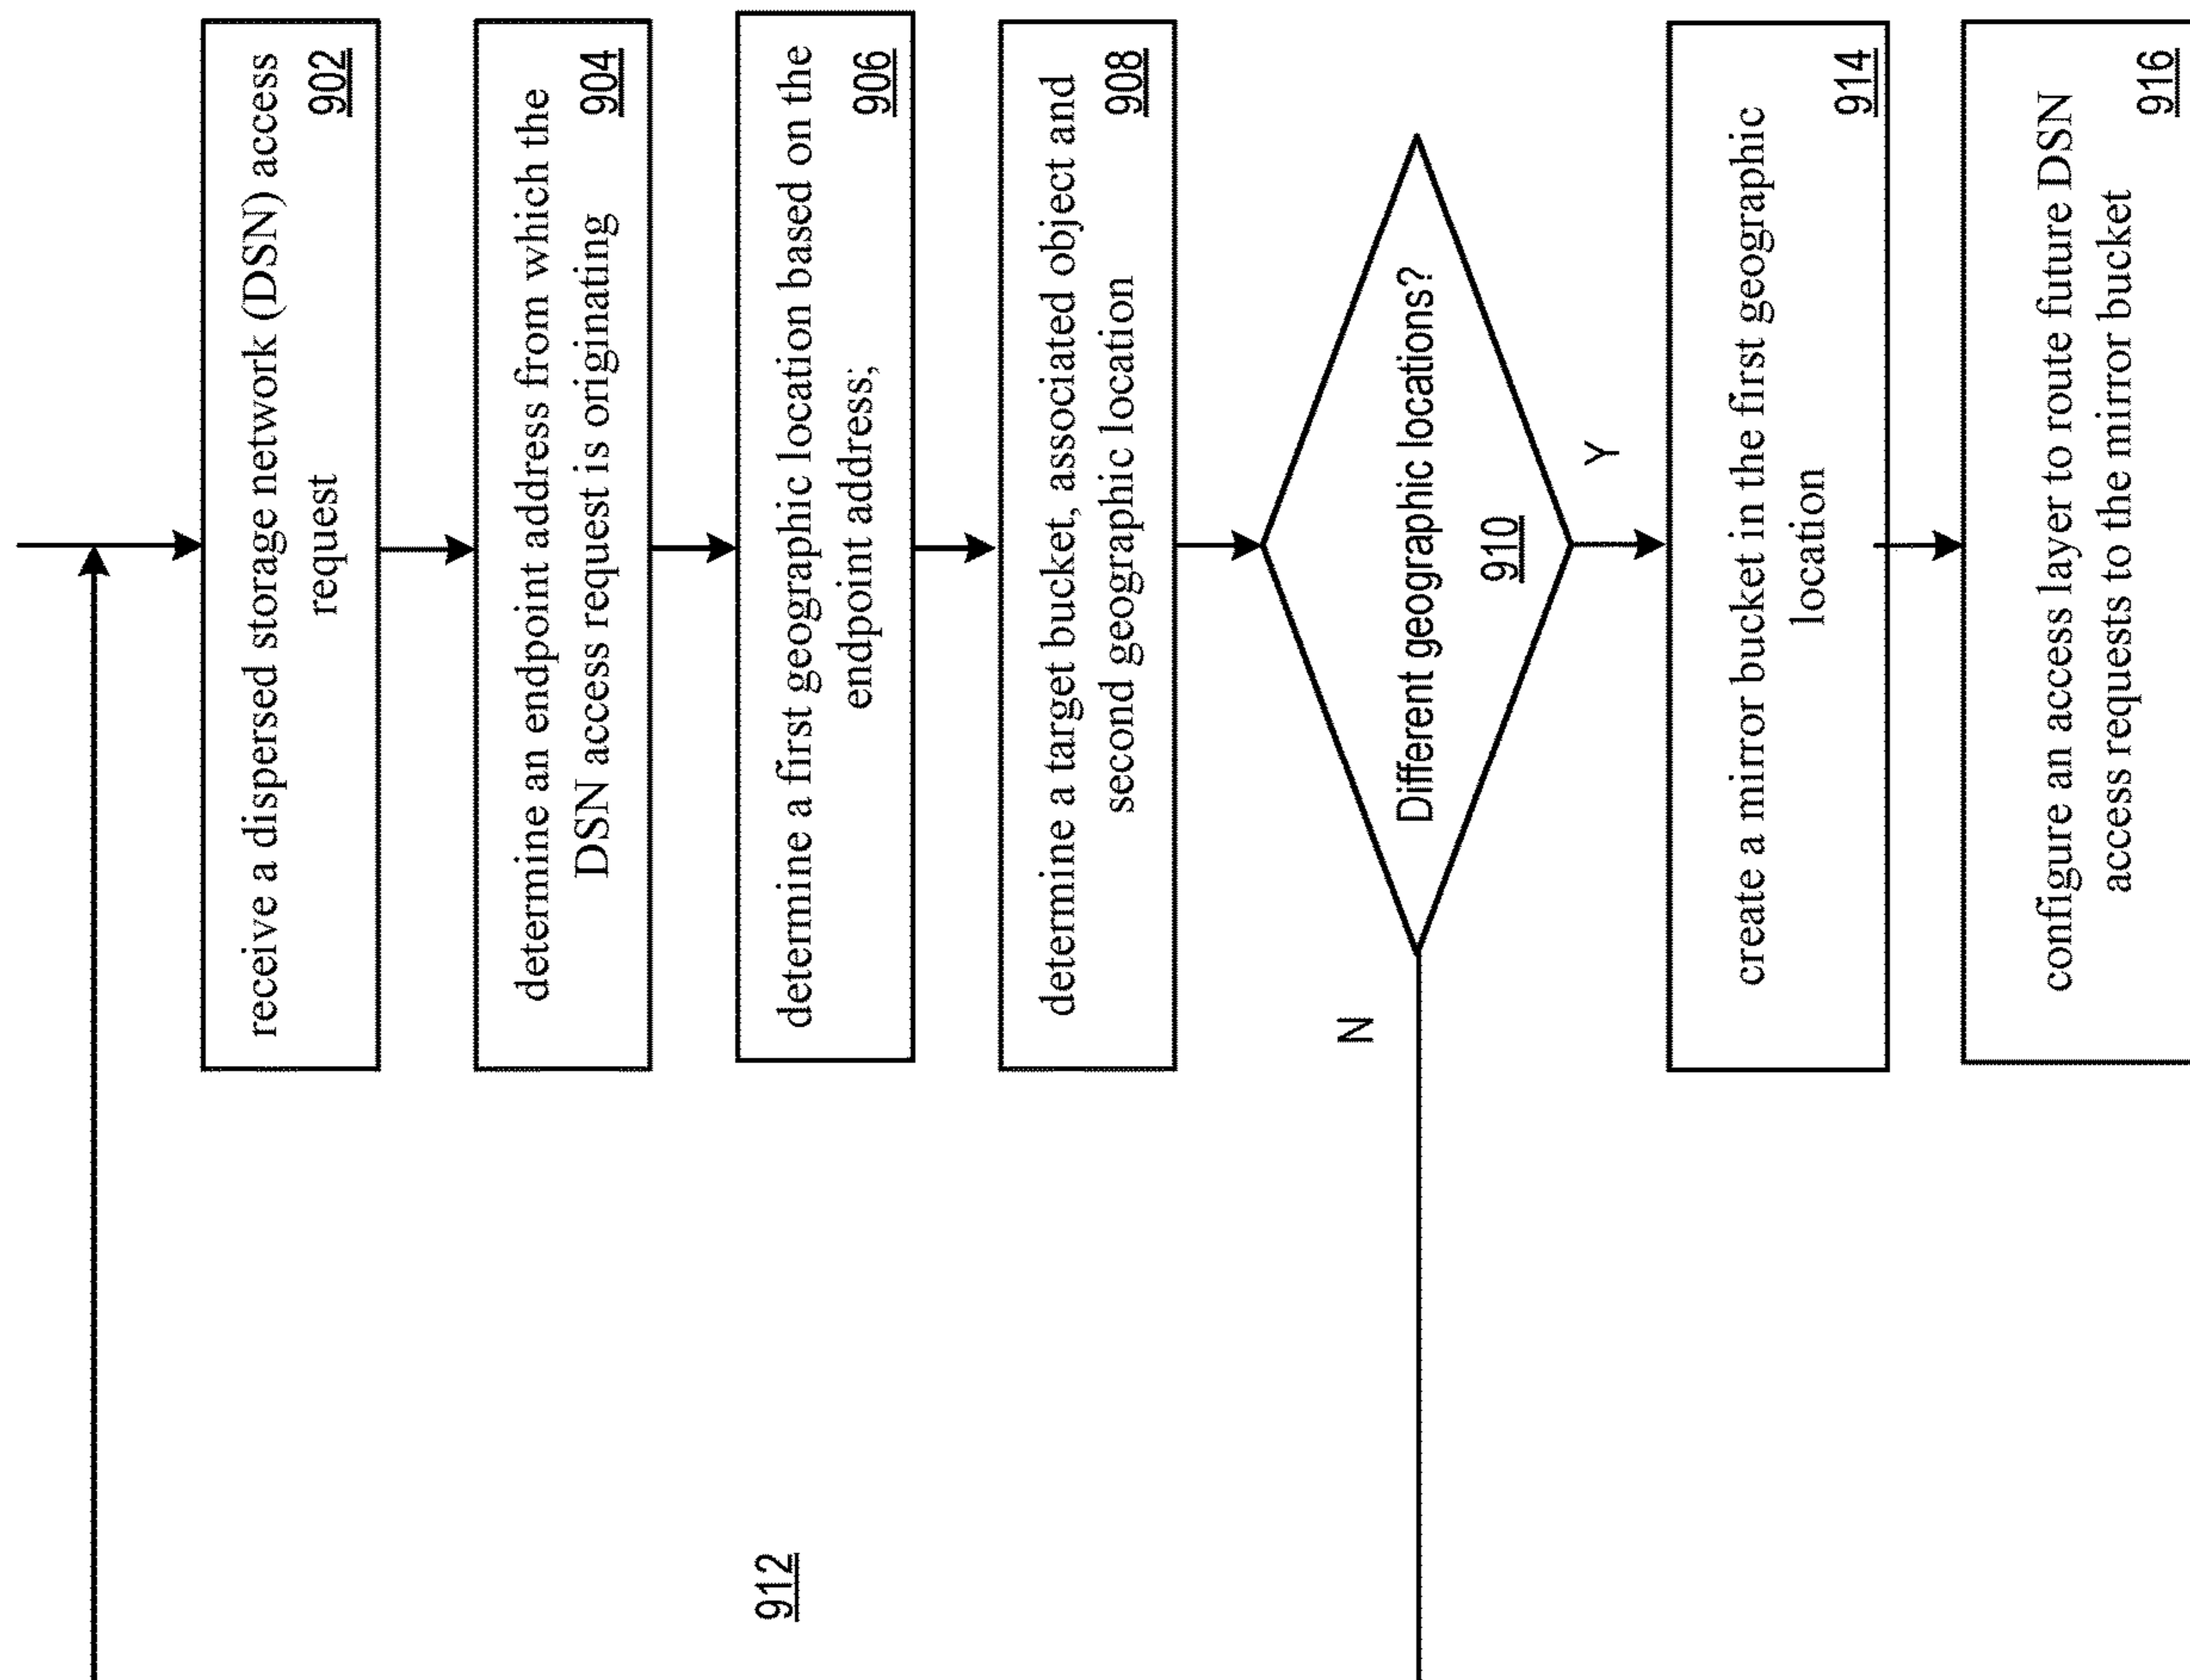 receive a dispersed storage network (DSN) access
request
902
determine an endpoint address from which the
DSN access request is originating
904
determine a first geographic location based on the
endpoint address;
906
determine a target bucket, associated object and
second geographic location
908
Different geographic locations?
910
N
Y
912
create a mirror bucket in the first geographic
location
914
configure an access layer to route future DSN
access requests to the mirror bucket
916